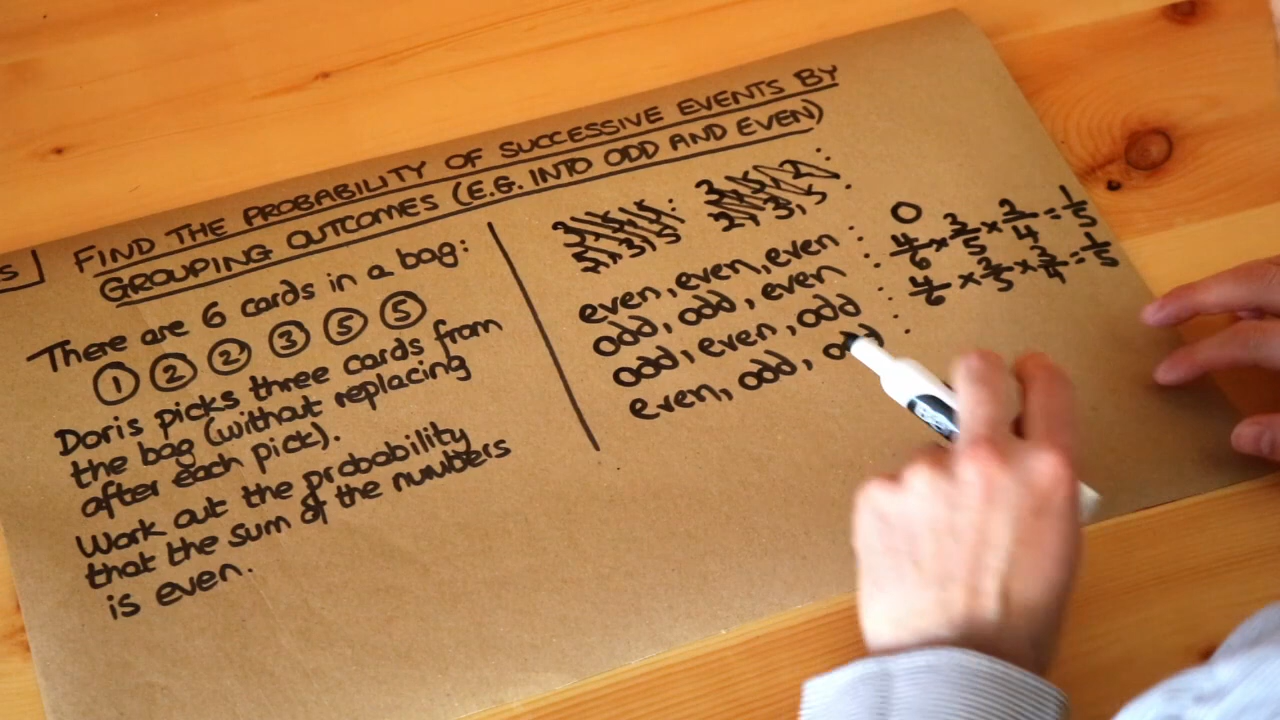 S
FIND THE PROBABILITY OF SUCCESSIVE EVENTS BY
GROUPING OUTCOMES (E.G. INTO ODD AND EVEN)
There are 6 cards in a bag:
1 2 2 3 5 5
Doris picks three cards from
the bag (without replacing
after each pick).
Work out the probability
that the sum of the numbers
is even.
even, even, even : 0
odd, odd, even : 4/6 × 3/5 × 2/4 = 1/5
odd, even, odd : 4/6 × 2/5 × 3/4 = 1/5
even, odd, odd :